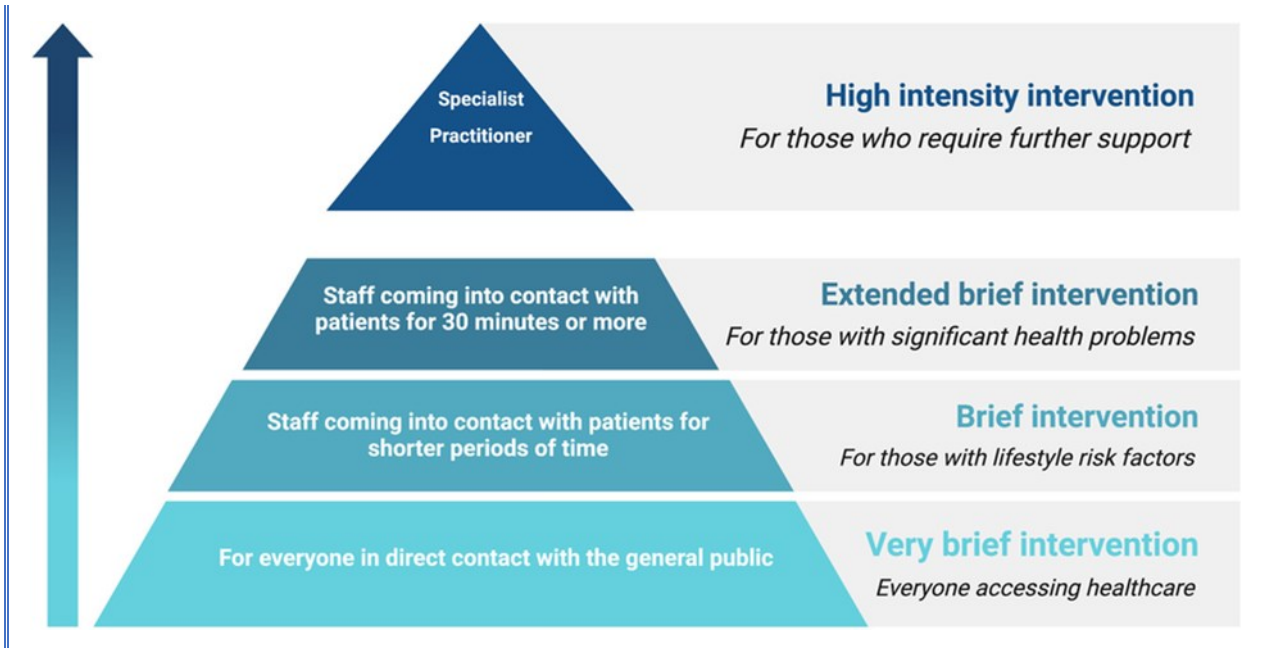 Specialist
Practitioner
High intensity intervention
For those who require further support
Staff coming into contact with
patients for 30 minutes or more
Extended brief intervention
For those with significant health problems
Staff coming into contact with patients for
shorter periods of time
Brief intervention
For those with lifestyle risk factors
For everyone in direct contact with the general public
Very brief intervention
Everyone accessing healthcare